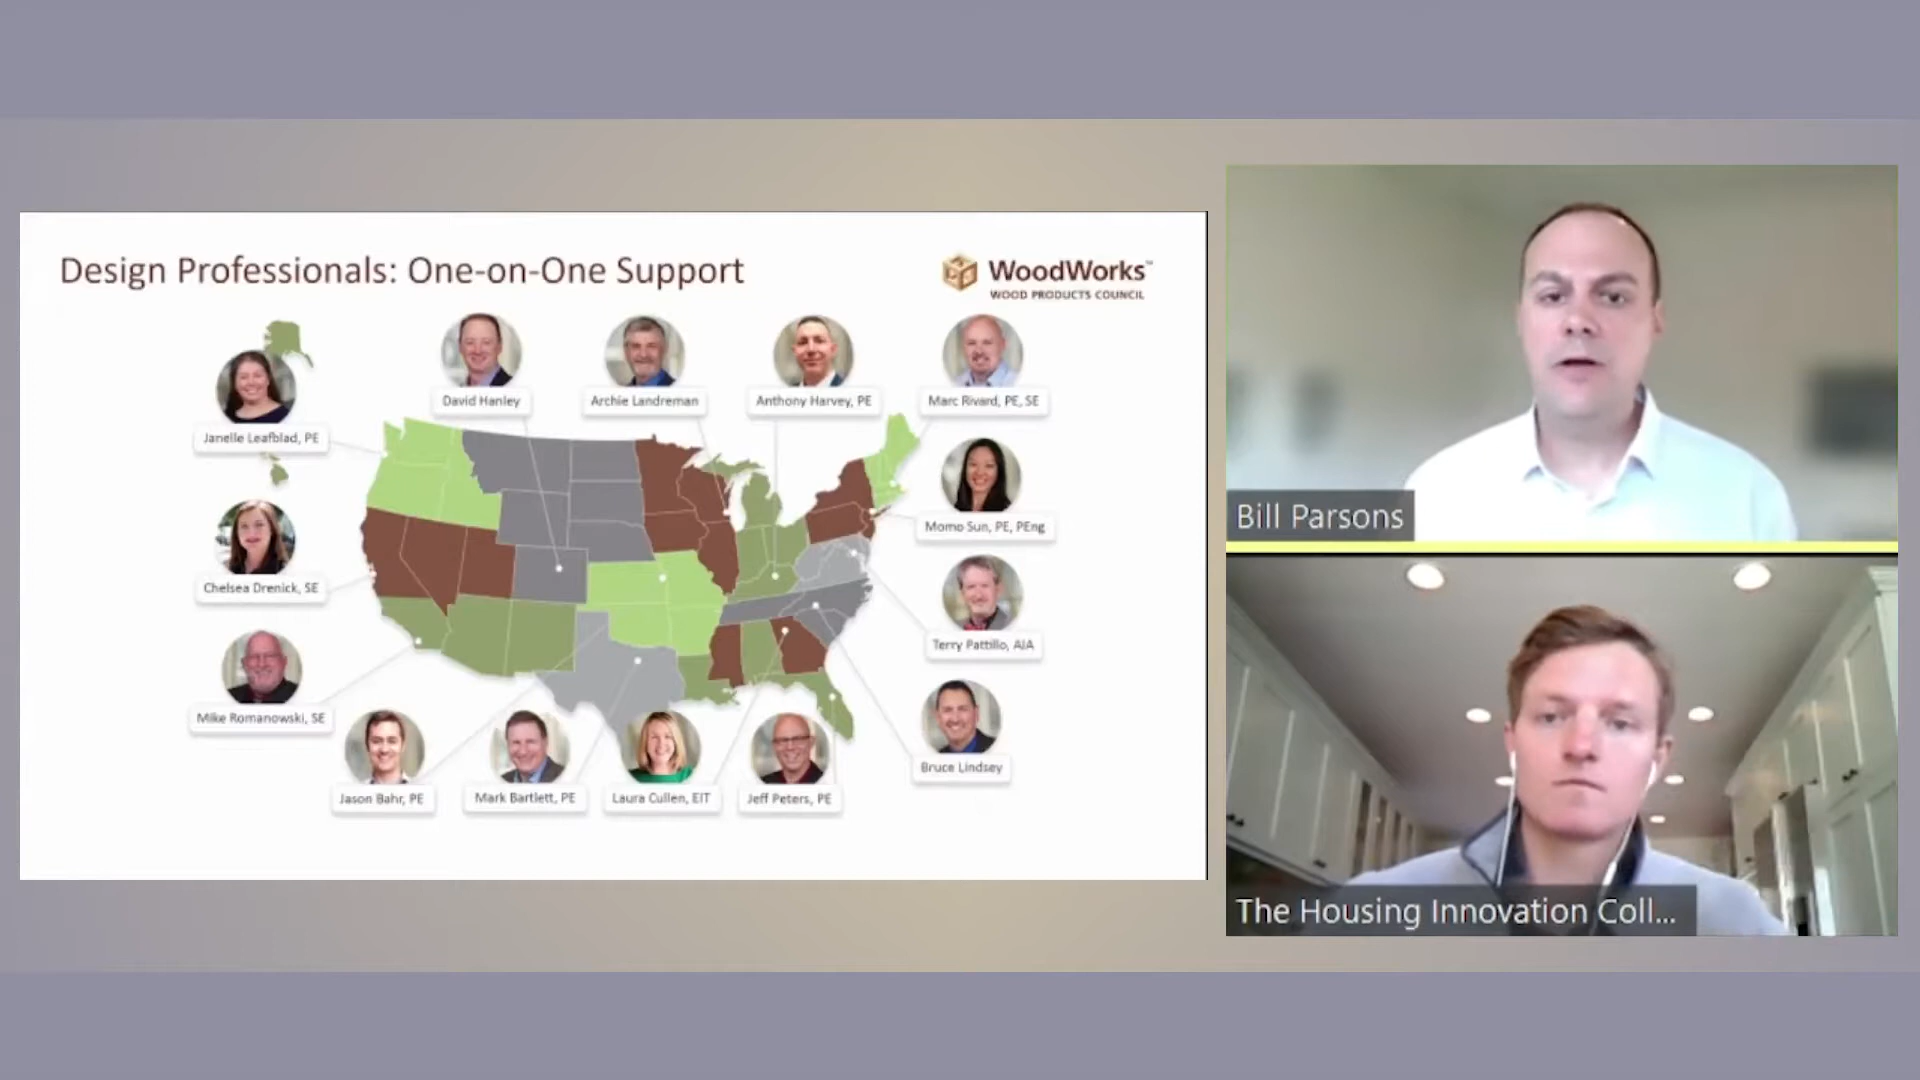 Design Professionals: One-on-One Support
WoodWorks™
WOOD PRODUCTS COUNCIL
David Hanley
Archie Landreman
Anthony Harvey, PE
Marc Rivard, PE, SE
Janelle Leafblad, PE
Momo Sun, PE, PEng
Chelsea Drenick, SE
Terry Pattillo, AIA
Mike Romanowski, SE
Bruce Lindsey
Jason Bahr, PE
Mark Bartlett, PE
Laura Cullen, EIT
Jeff Peters, PE
Bill Parsons
The Housing Innovation Coll...